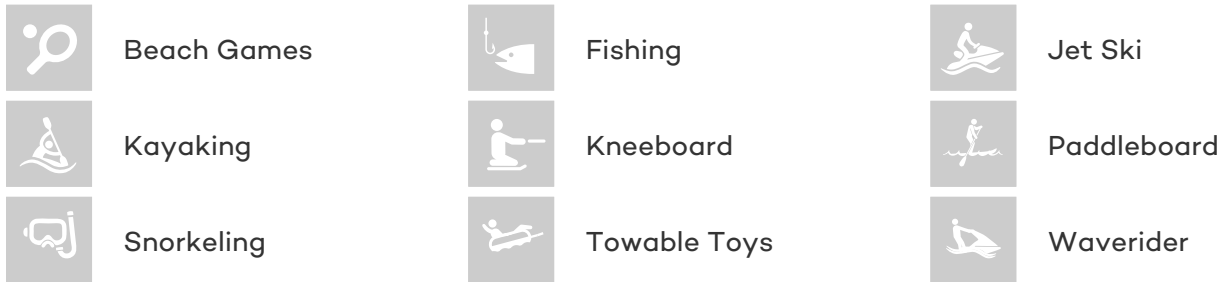 Beach Games
Fishing
Jet Ski
Kayaking
Kneeboard
Paddleboard
Snorkeling
Towable Toys
Waverider